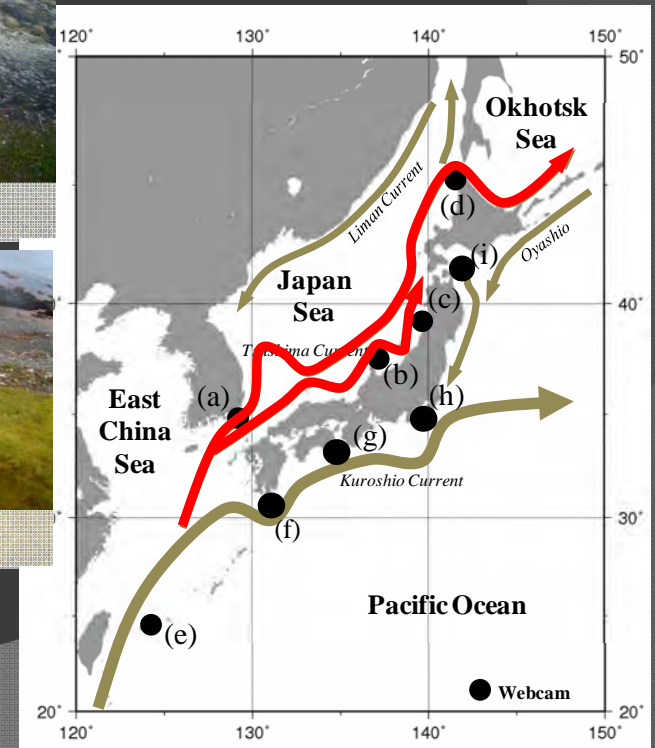 120°
130°
140°
150°
50°
Okhotsk
Sea
(d)
Liman Current
(i)
Oyashio
Japan
Sea
40°
(c)
Tsushima Current
(b)
(a)
East
China
Sea
(h)
(g)
Kuroshio Current
30°
(f)
Pacific Ocean
(e)
Webcam
20°
20°
120°
130°
140°
150°